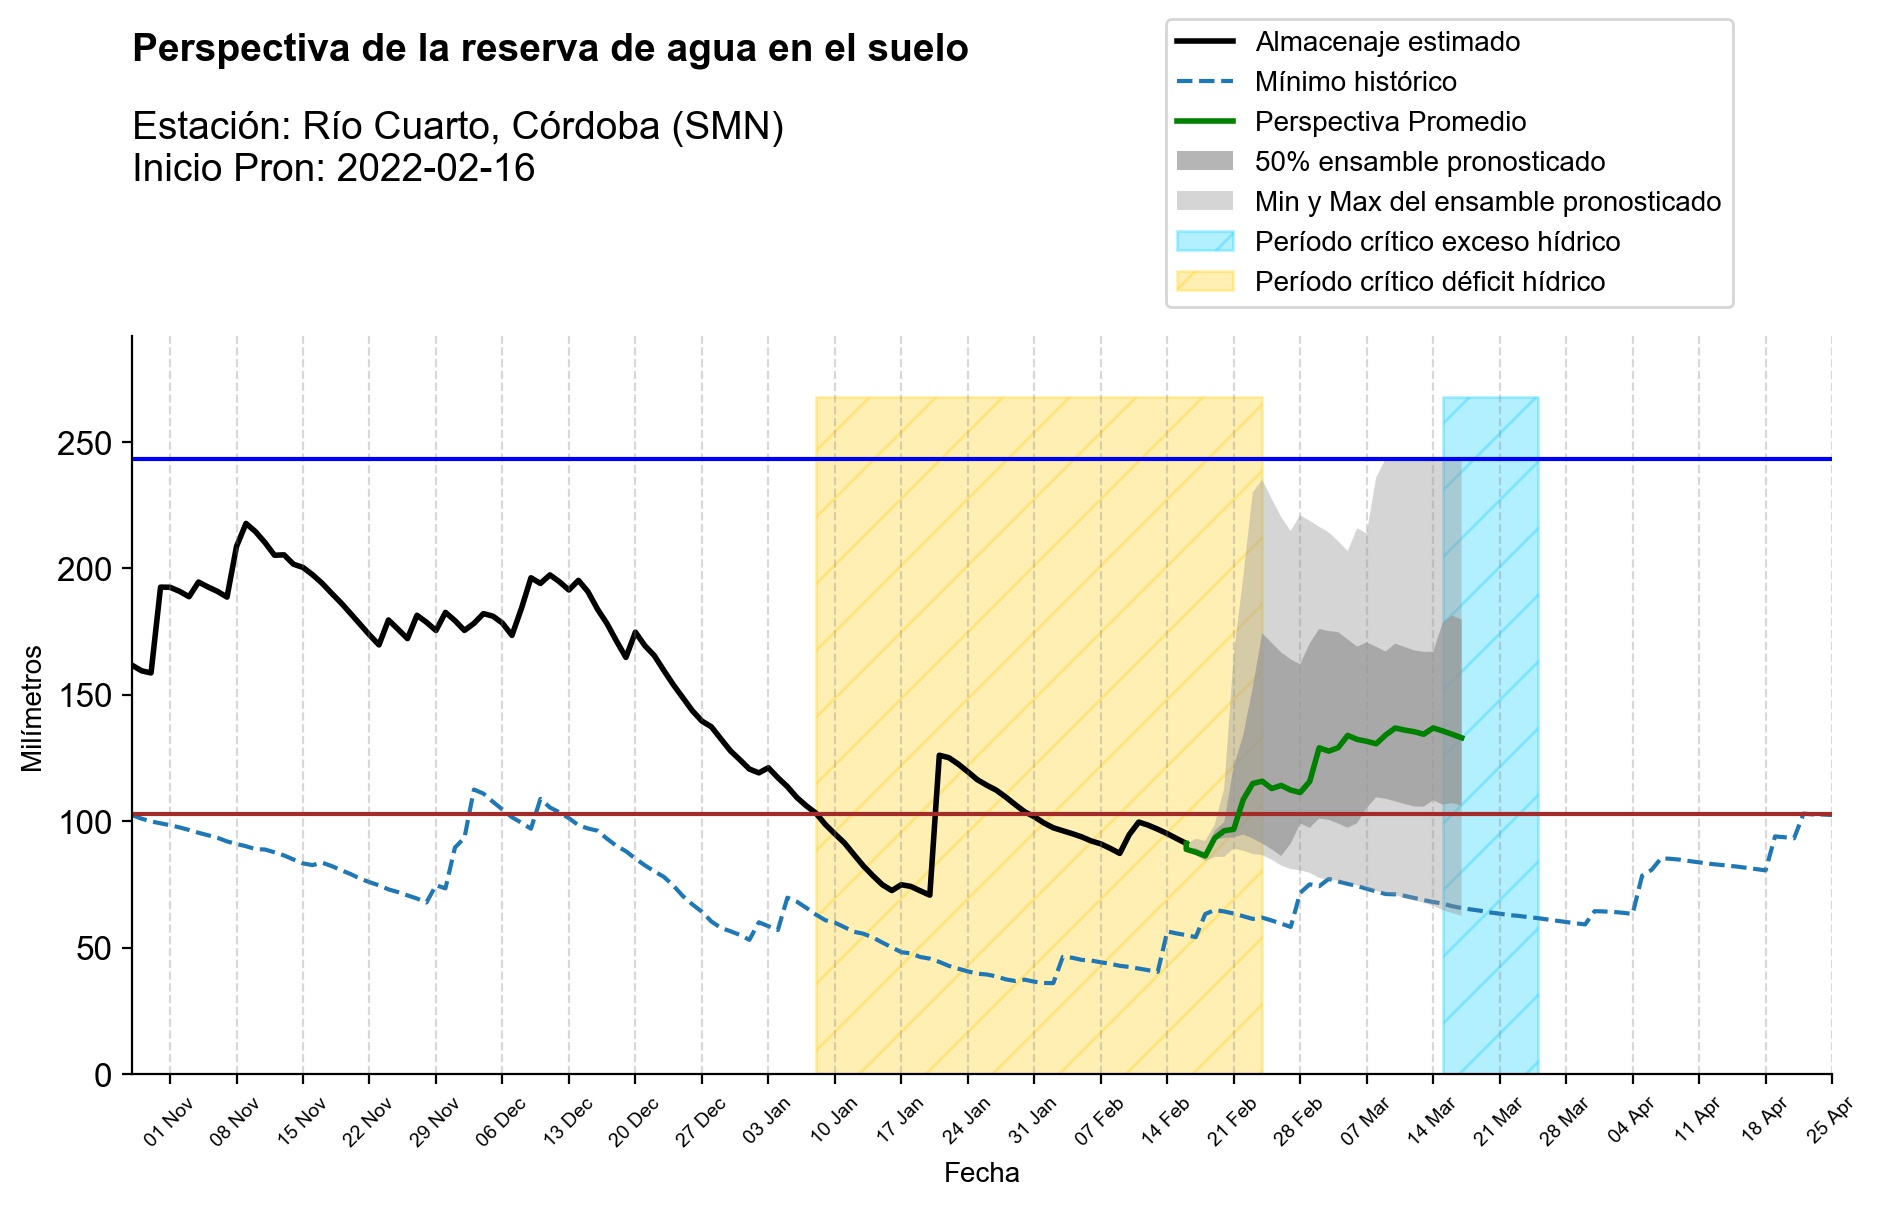 Perspectiva de la reserva de agua en el suelo
Estación: Río Cuarto, Córdoba (SMN)
Inicio Pron: 2022-02-16
Almacenaje estimado
Mínimo histórico
Perspectiva Promedio
50% ensamble pronosticado
Min y Max del ensamble pronosticado
Período crítico exceso hídrico
Período crítico déficit hídrico
Milímetros
250
200
150
100
50
0
01 Nov
08 Nov
15 Nov
22 Nov
29 Nov
06 Dec
13 Dec
20 Dec
27 Dec
03 Jan
10 Jan
17 Jan
24 Jan
31 Jan
07 Feb
14 Feb
21 Feb
28 Feb
07 Mar
14 Mar
21 Mar
28 Mar
04 Apr
11 Apr
18 Apr
25 Apr
Fecha